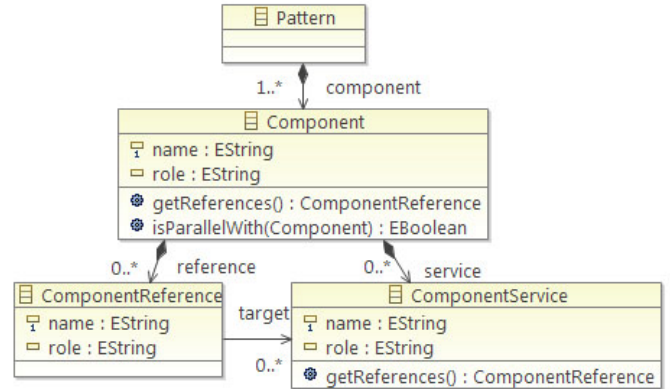 Pattern
1..* component
Component
name : EString
role : EString
getReferences() : ComponentReference
isParallelWith(Component) : EBoolean
0..* reference
0..* service
ComponentReference
name : EString
role : EString
target
0..*
ComponentService
name : EString
role : EString
getReferences() : ComponentReference